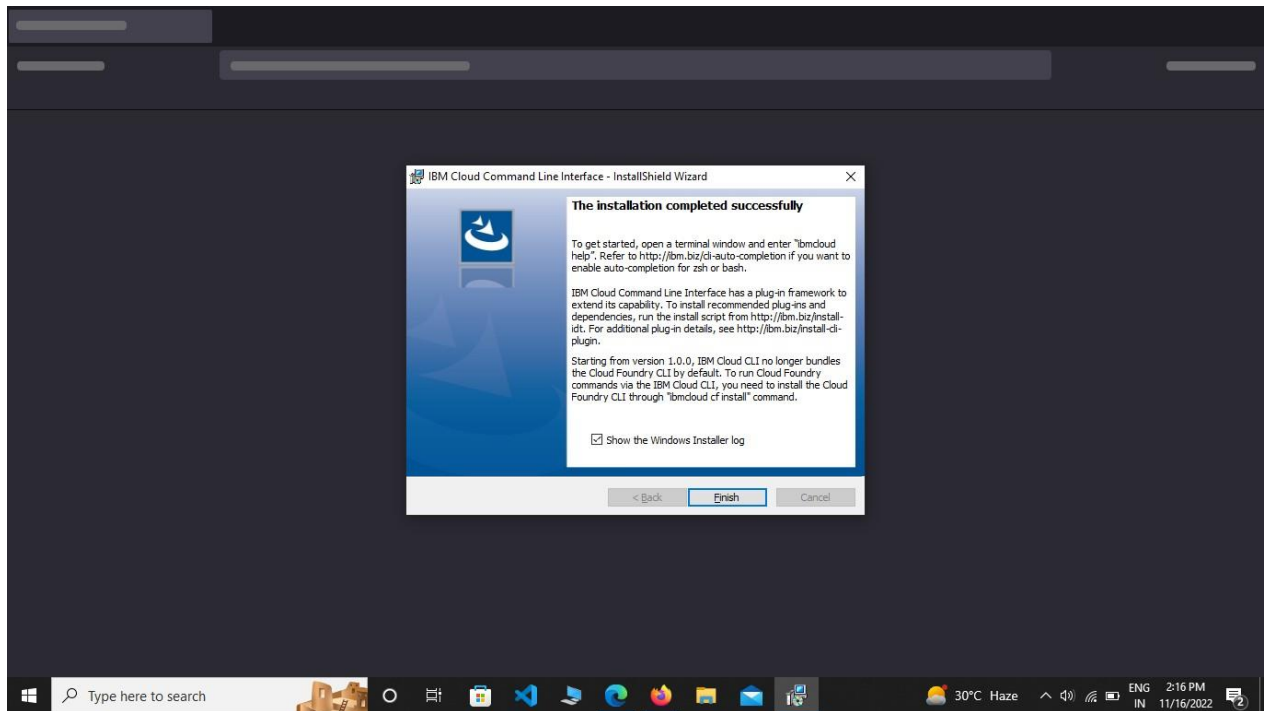 IBM Cloud Command Line Interface - InstallShield Wizard
The installation completed successfully
To get started, open a terminal window and enter "ibmcloud
help". Refer to http://ibm.biz/cli-auto-completion if you want to
enable auto-completion for zsh or bash.
IBM Cloud Command Line Interface has a plug-in framework to
extend its capability. To install recommended plug-ins and
dependencies, run the install script from http://ibm.biz/install-
idt. For additional plug-in details, see http://ibm.biz/install-cli-
plugin.
Starting from version 1.0.0, IBM Cloud CLI no longer bundles
the Cloud Foundry CLI by default. To run Cloud Foundry
commands via the IBM Cloud CLI, you need to install the Cloud
Foundry CLI through "ibmcloud cf install" command.
Show the Windows Installer log
< Back Finish Cancel
Type here to search
30°C Haze
ENG
IN
2:16 PM
11/16/2022
2